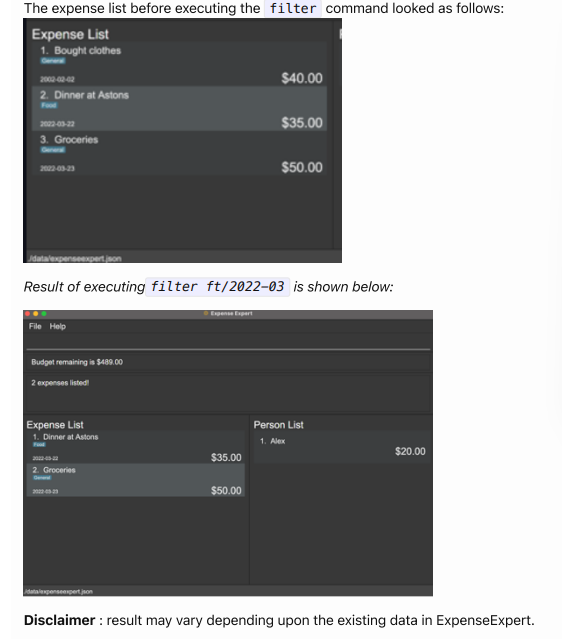 The expense list before executing the filter command looked as follows:
Expense List
1. Bought clothes
General
2002-02-02
$40.00
2. Dinner at Astons
Food
2022-03-22
$35.00
3. Groceries
General
2022-03-23
$50.00
/data/expenseexpert.json
Result of executing filter ft/2022-03 is shown below:
Expense Expert
File Help
Budget remaining is $489.00
2 expenses listed!
Expense List
1. Dinner at Astons
Food
2022-03-22
$35.00
2. Groceries
General
2022-03-23
$50.00
Person List
1. Alex
$20.00
/data/expenseexpert.json
Disclaimer : result may vary depending upon the existing data in ExpenseExpert.